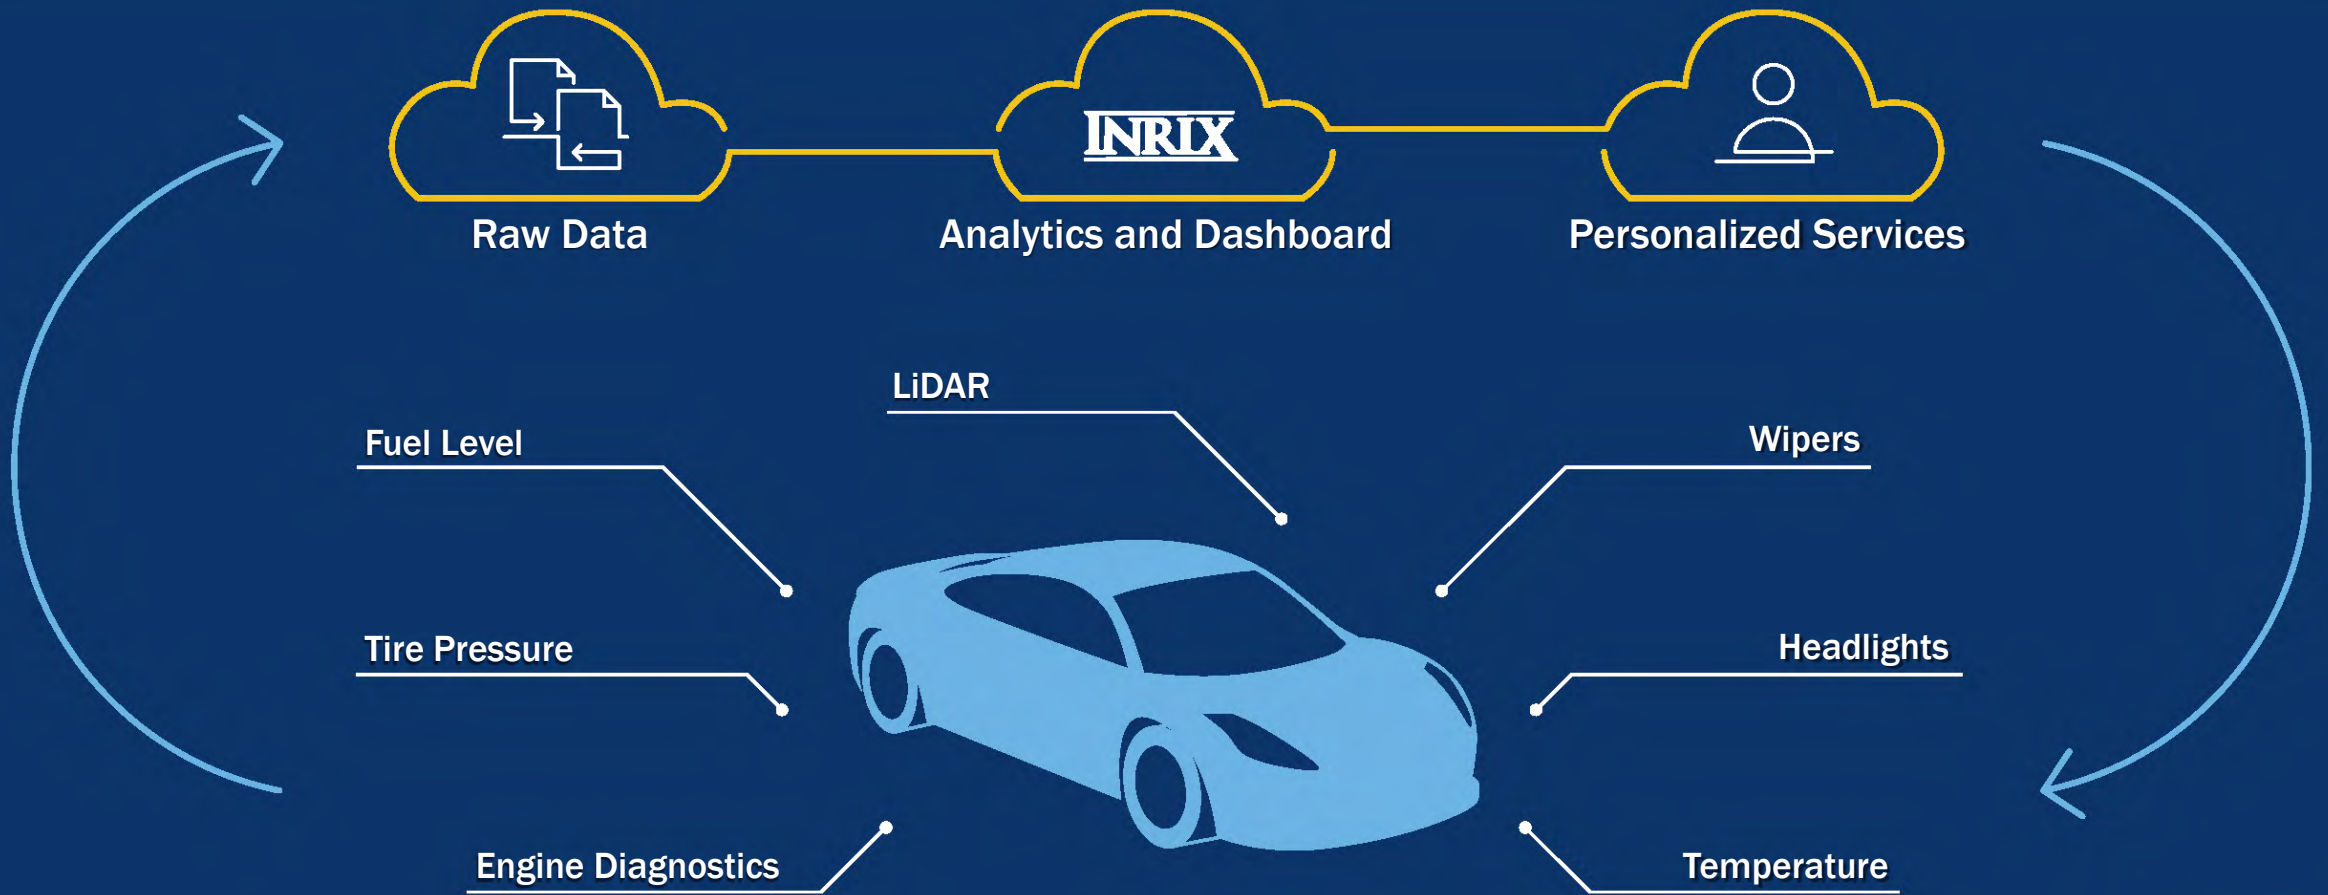 INRIX
Raw Data
Analytics and Dashboard
Personalized Services
LiDAR
Fuel Level
Wipers
Tire Pressure
Headlights
Engine Diagnostics
Temperature